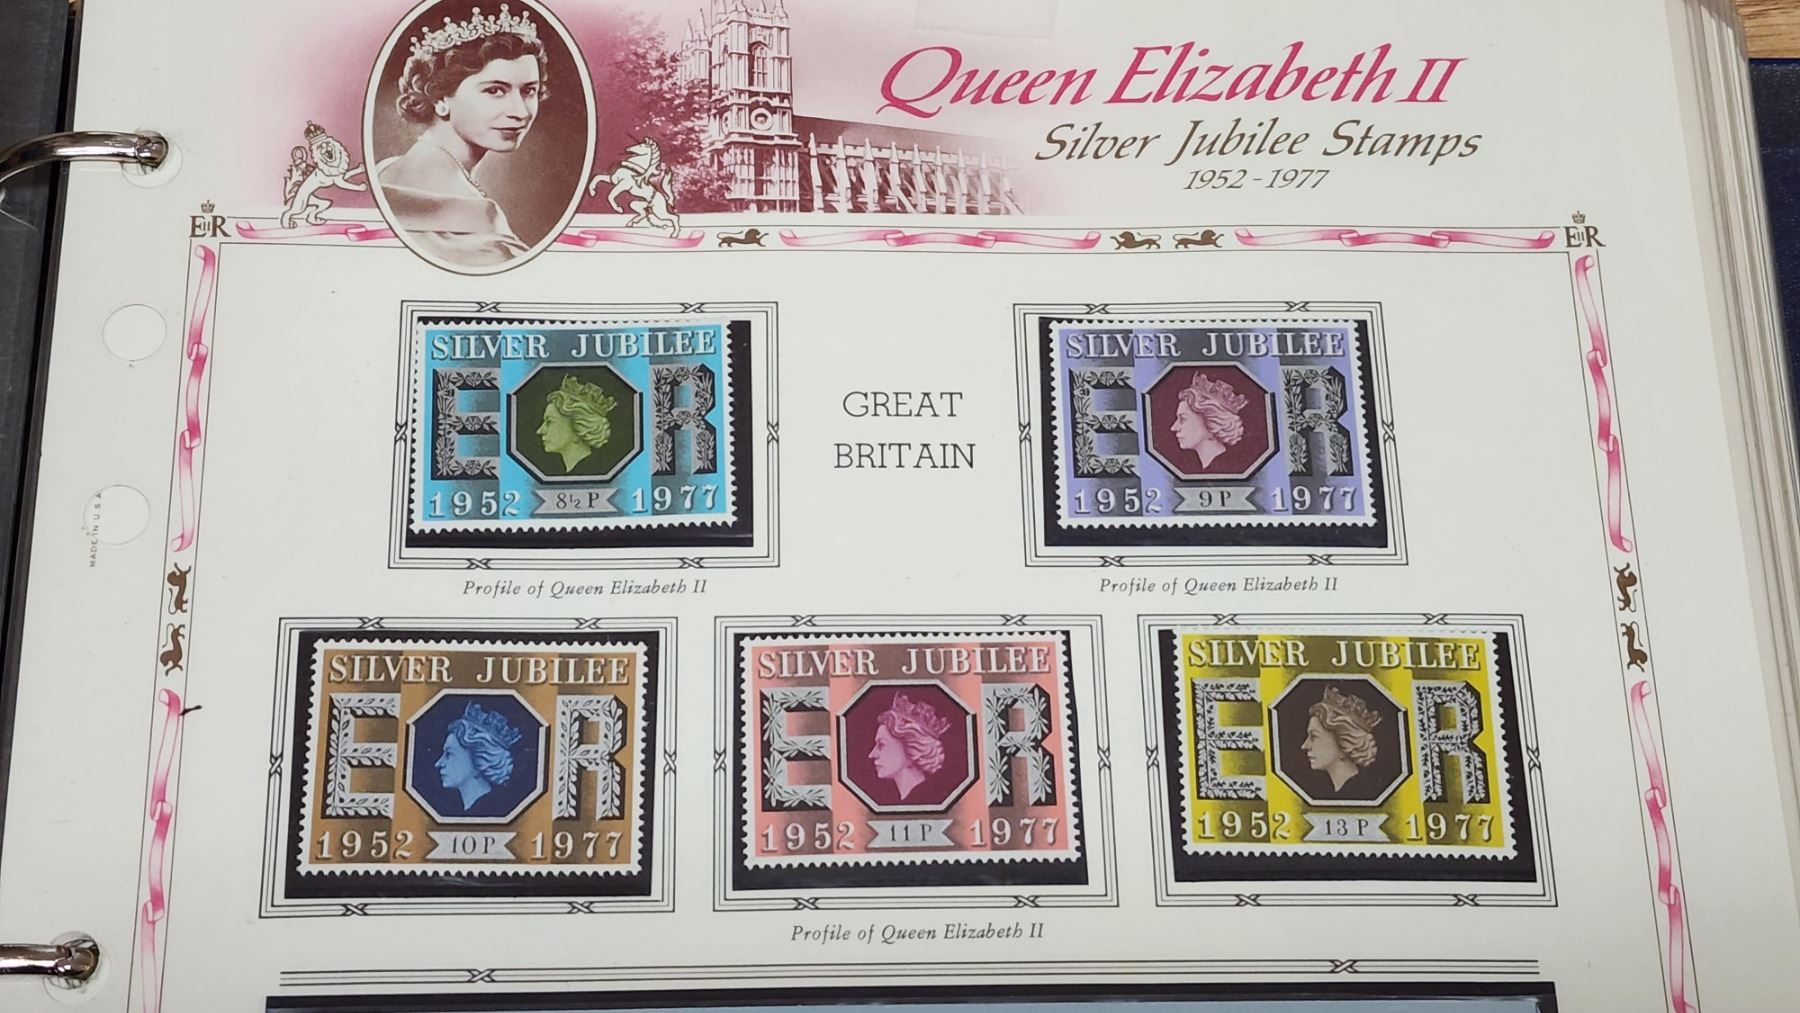 Queen Elizabeth II
Silver Jubilee Stamps
1952-1977
EIIR
EIIR
SILVER JUBILEE
E R
1952 8½P 1977
Profile of Queen Elizabeth II
GREAT
BRITAIN
SILVER JUBILEE
E R
1952 9P 1977
Profile of Queen Elizabeth II
MADE IN U.S.A
SILVER JUBILEE
E R
1952 10P 1977
SILVER JUBILEE
E R
1952 11P 1977
SILVER JUBILEE
E R
1952 13P 1977
Profile of Queen Elizabeth II